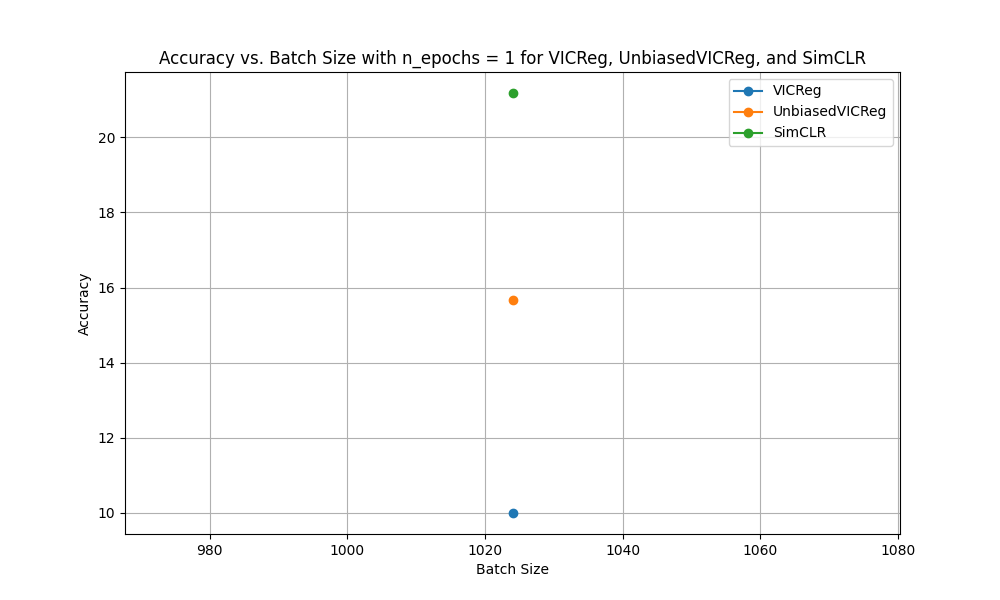 Accuracy vs. Batch Size with n_epochs = 1 for VICReg, UnbiasedVICReg, and SimCLR
VICReg
UnbiasedVICReg
SimCLR
20
18
16
14
12
10
Accuracy
980
1000
1020
1040
1060
1080
Batch Size